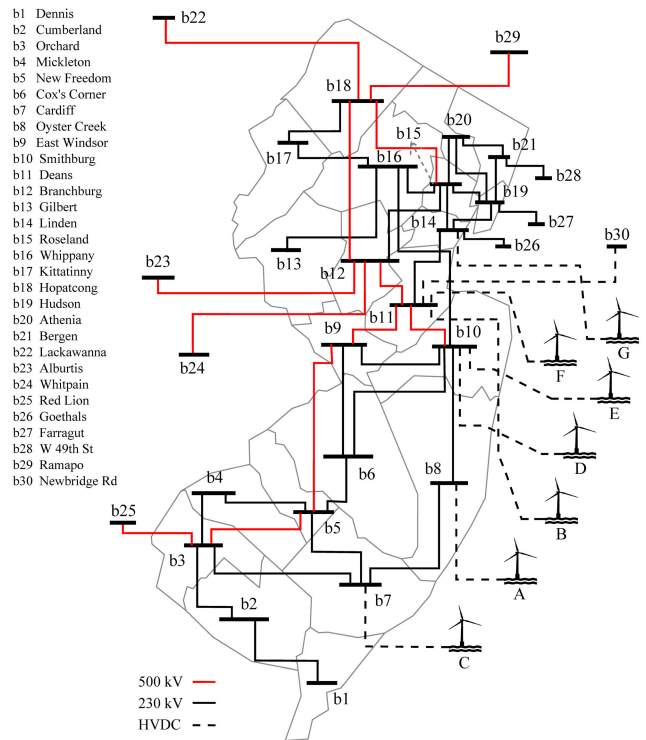 b1 Dennis
b2 Cumberland
b3 Orchard
b4 Mickleton
b5 New Freedom
b6 Cox's Corner
b7 Cardiff
b8 Oyster Creek
b9 East Windsor
b10 Smithburg
b11 Deans
b12 Branchburg
b13 Gilbert
b14 Linden
b15 Roseland
b16 Whippany
b17 Kittatinny
b18 Hopatcong
b19 Hudson
b20 Athenia
b21 Bergen
b22 Lackawanna
b23 Alburtis
b24 Whitpain
b25 Red Lion
b26 Goethals
b27 Farragut
b28 W 49th St
b29 Ramapo
b30 Newbridge Rd
b22
b29
b18
b15
b20
b21
b17
b16
b28
b19
b14
b27
b30
b26
b13
b12
b23
b11
b9
b10
G
b24
F
E
b4
b6
b8
D
b25
b5
B
b3
b7
A
b2
C
b1
500 kV
230 kV
HVDC